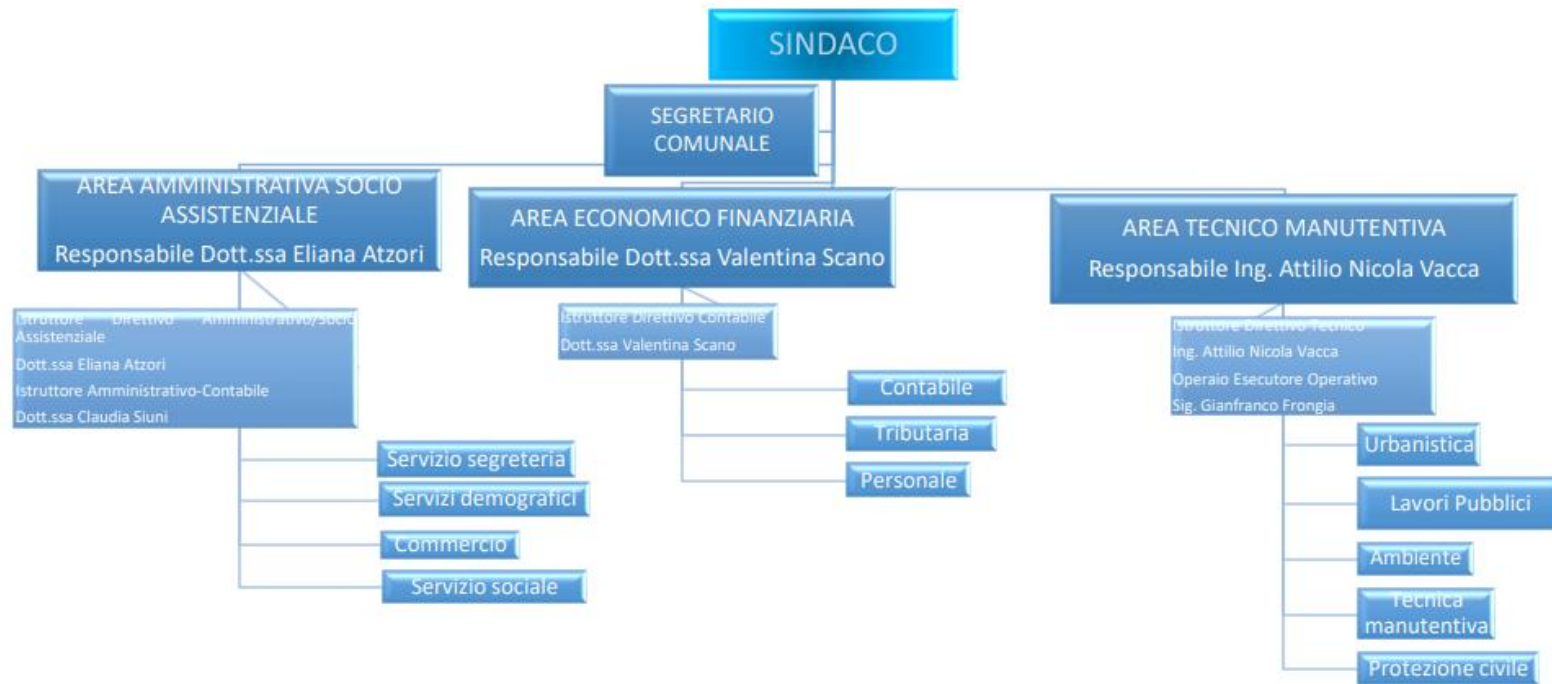 SINDACO
SEGRETARIO
COMUNALE
AREA AMMINISTRATIVA SOCIO
ASSISTENZIALE
Responsabile Dott.ssa Eliana Atzori
Istruttore Direttivo Amministrativo/Socio
Assistenziale
Dott.ssa Eliana Atzori
Istruttore Amministrativo-Contabile
Dott.ssa Claudia Siuni
Servizio segreteria
Servizi demografici
Commercio
Servizio sociale
AREA ECONOMICO FINANZIARIA
Responsabile Dott.ssa Valentina Scano
Istruttore Direttivo Contabile
Dott.ssa Valentina Scano
Contabile
Tributaria
Personale
AREA TECNICO MANUTENTIVA
Responsabile Ing. Attilio Nicola Vacca
Istruttore Direttivo Tecnico
Ing. Attilio Nicola Vacca
Operaio Esecutore Operativo
Sig. Gianfranco Frongia
Urbanistica
Lavori Pubblici
Ambiente
Tecnica
manutentiva
Protezione civile